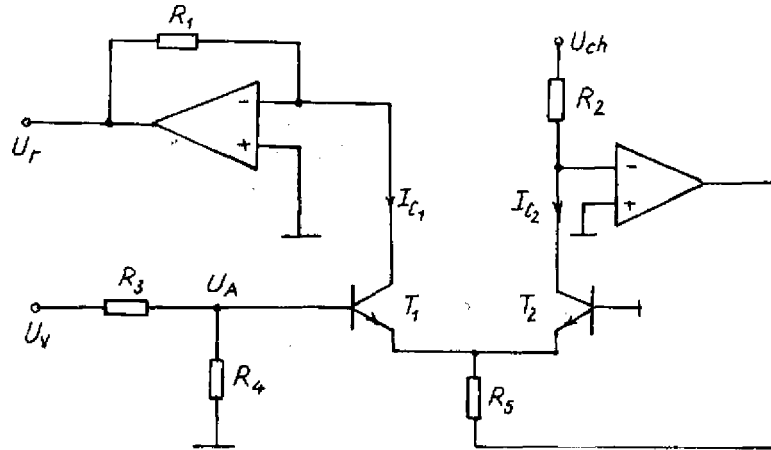 R1
Uch
R2
-
+
Ur
-
+
IC1
IC2
R3
UA
T1
T2
Uv
R4
R5